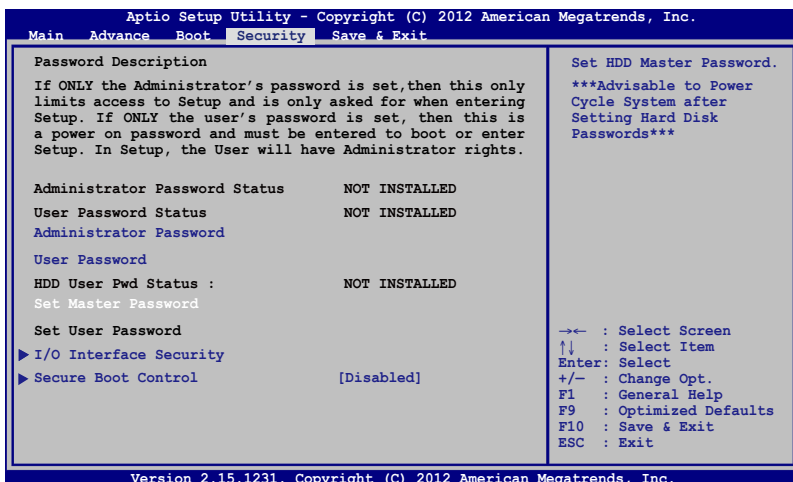 Aptio Setup Utility - Copyright (C) 2012 American Megatrends, Inc.
Main Advance Boot Security Save & Exit
Password Description
If ONLY the Administrator's password is set,then this only
limits access to Setup and is only asked for when entering
Setup. If ONLY the user's password is set, then this is
a power on password and must be entered to boot or enter
Setup. In Setup, the User will have Administrator rights.
Administrator Password Status NOT INSTALLED
User Password Status NOT INSTALLED
Administrator Password
User Password
HDD User Pwd Status : NOT INSTALLED
Set Master Password
Set User Password
I/O Interface Security
Secure Boot Control [Disabled]
Set HDD Master Password.
***Advisable to Power
Cycle System after
Setting Hard Disk
Passwords***
→← : Select Screen
↑↓ : Select Item
Enter: Select
+/— : Change Opt.
F1 : General Help
F9 : Optimized Defaults
F10 : Save & Exit
ESC : Exit
Version 2.15.1231. Copyright (C) 2012 American Megatrends, Inc.